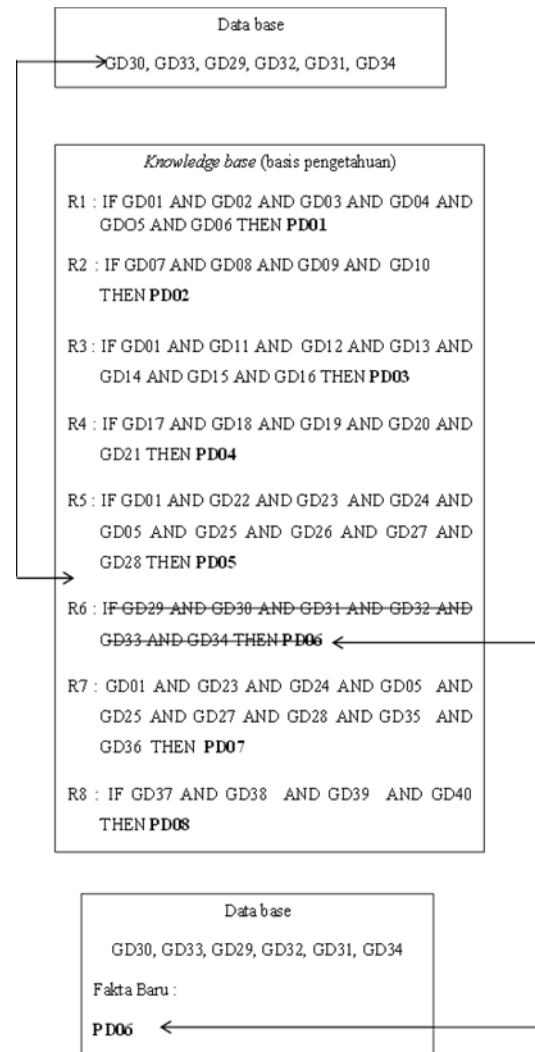 Data base
GD30, GD33, GD29, GD32, GD31, GD34
Knowledge base (basis pengetahuan)
R1 : IF GD01 AND GD02 AND GD03 AND GD04 AND
GDO5 AND GD06 THEN PD01
R2 : IF GD07 AND GD08 AND GD09 AND GD10
THEN PD02
R3 : IF GD01 AND GD11 AND GD12 AND GD13 AND
GD14 AND GD15 AND GD16 THEN PD03
R4 : IF GD17 AND GD18 AND GD19 AND GD20 AND
GD21 THEN PD04
R5 : IF GD01 AND GD22 AND GD23 AND GD24 AND
GD05 AND GD25 AND GD26 AND GD27 AND
GD28 THEN PD05
R6 : IF GD29 AND GD30 AND GD31 AND GD32 AND
GD33 AND GD34 THEN PD06
R7 : GD01 AND GD23 AND GD24 AND GD05 AND
GD25 AND GD27 AND GD28 AND GD35 AND
GD36 THEN PD07
R8 : IF GD37 AND GD38 AND GD39 AND GD40
THEN PD08
Data base
GD30, GD33, GD29, GD32, GD31, GD34
Fakta Baru :
PD06